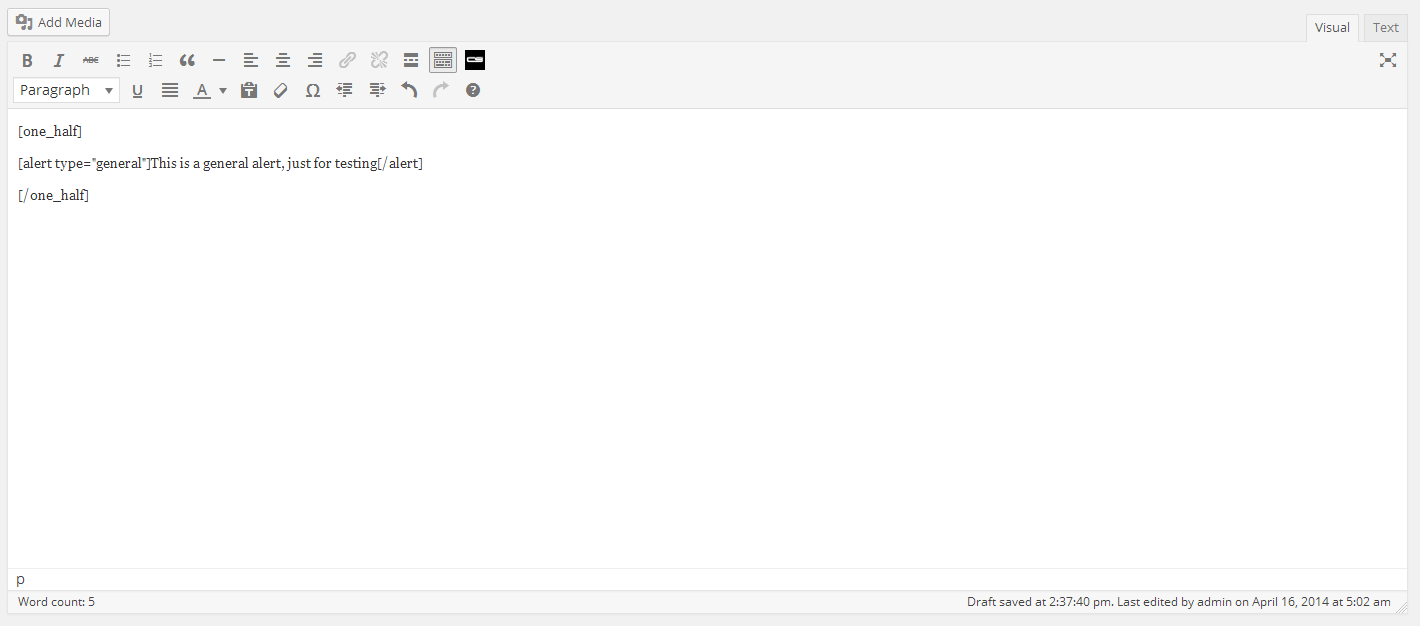 Add Media
Visual Text
B I ABC
Paragraph U A Ω ?
[one_half]
[alert type="general"]This is a general alert, just for testing[/alert]
[/one_half]
p
Word count: 5 Draft saved at 2:37:40 pm. Last edited by admin on April 16, 2014 at 5:02 am